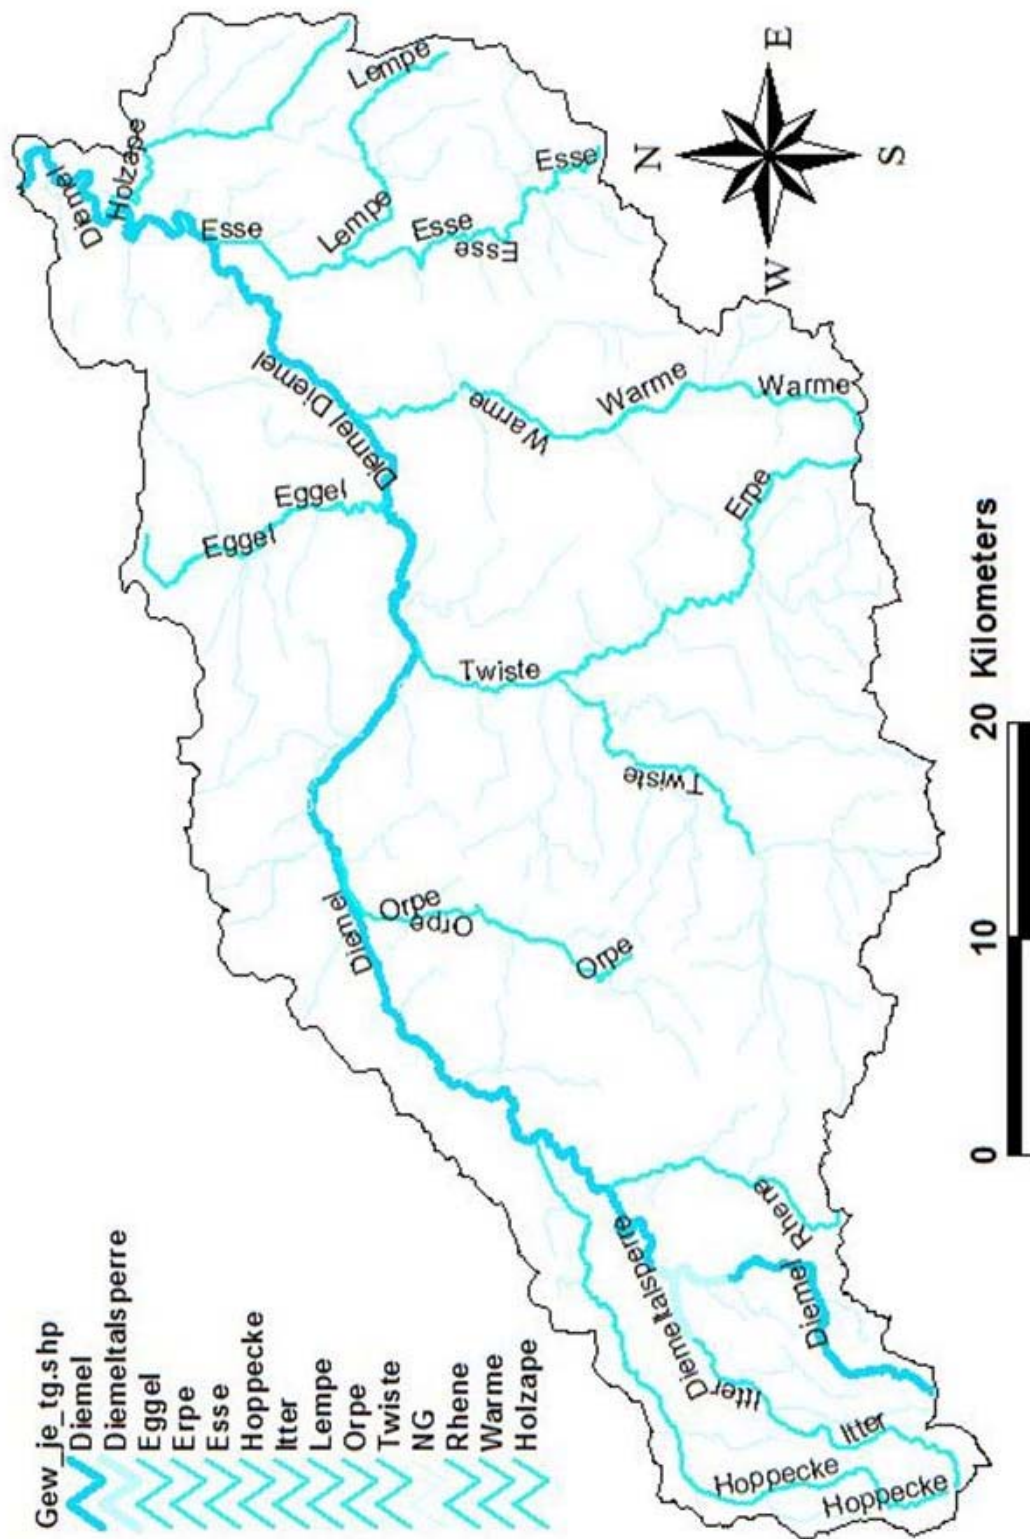 Gew_je_tg.shp
Diemel
Diemeltalsperre
Eggel
Erpe
Esse
Hoppecke
Itter
Lempe
Orpe
Twiste
NG
Rhene
Warme
Holzape
Diemel
Holzape
Lempe
Esse
Lempe
Esse
Esse
Esse
N
E
S
W
Diemel
Diemel
Eggel
Eggel
Warme
Warme
Warme
Erpe
Twiste
Twiste
Diemel
Orpe
Orpe
Orpe
Rhene
Diemel
Diemeltalsperre
Itter
Itter
Hoppecke
Hoppecke
0 10 20 Kilometers